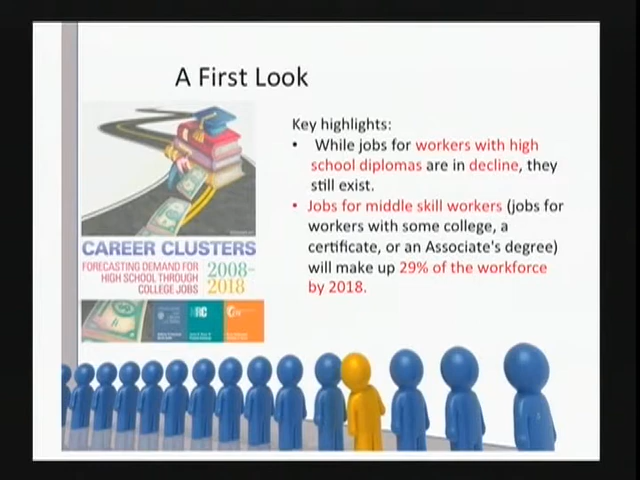 A First Look
Key highlights:
• While jobs for workers with high
school diplomas are in decline, they
still exist.
• Jobs for middle skill workers (jobs for
workers with some college, a
certificate, or an Associate's degree)
will make up 29% of the workforce
by 2018.
CAREER CLUSTERS
FORECASTING DEMAND FOR
HIGH SCHOOL THROUGH
COLLEGE JOBS
2008-
2018
NRC